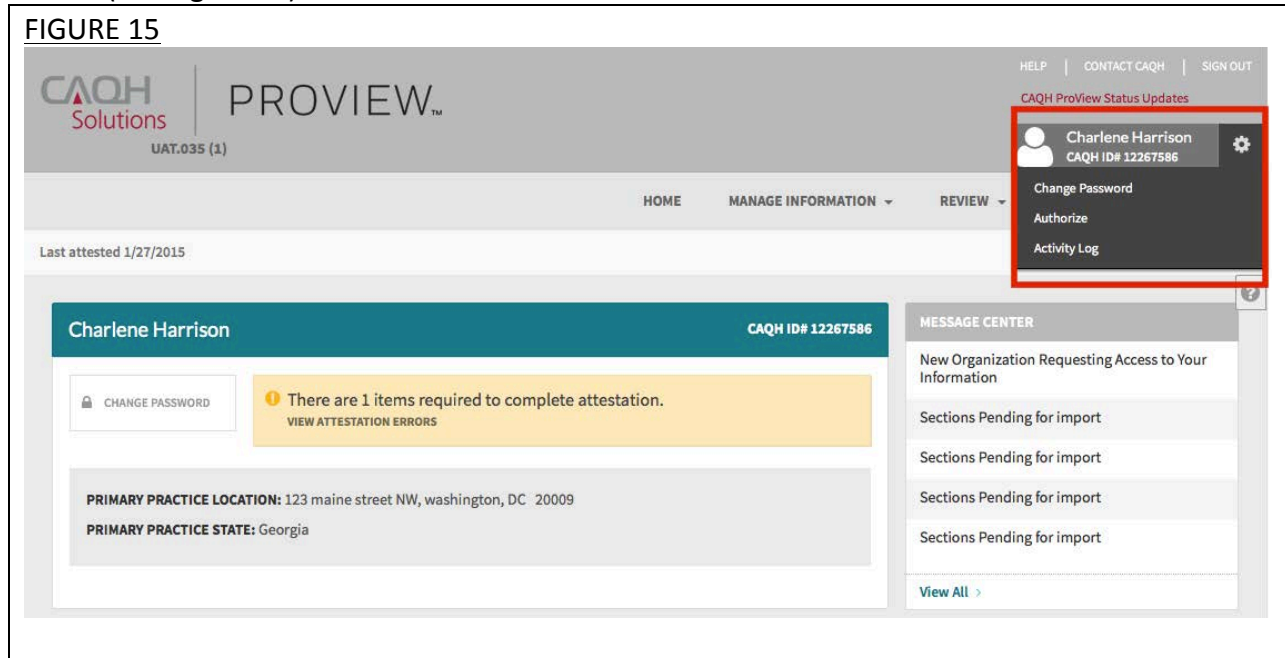 FIGURE 15
HELP | CONTACT CAQH | SIGN OUT
CAQH Solutions PROVIEW™
CAQH ProView Status Updates
UAT.035 (1)
Charlene Harrison
CAQH ID# 12267586
Change Password
Authorize
Activity Log
HOME MANAGE INFORMATION REVIEW
Last attested 1/27/2015
Charlene Harrison CAQH ID# 12267586
CHANGE PASSWORD
There are 1 items required to complete attestation.
VIEW ATTESTATION ERRORS
PRIMARY PRACTICE LOCATION: 123 maine street NW, washington, DC 20009
PRIMARY PRACTICE STATE: Georgia
MESSAGE CENTER
New Organization Requesting Access to Your
Information
Sections Pending for import
Sections Pending for import
Sections Pending for import
Sections Pending for import
View All >